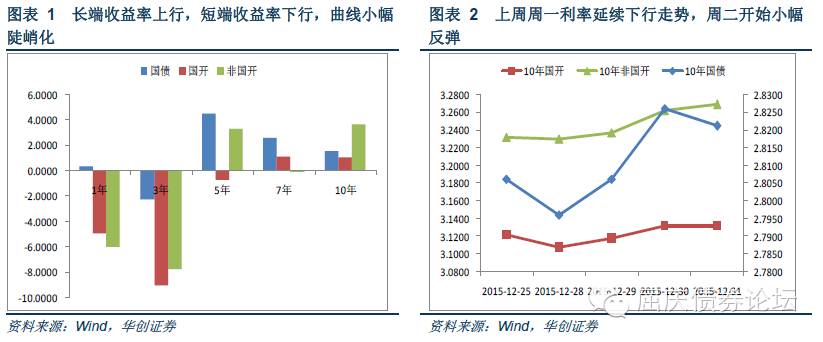 图表 1 长端收益率上行，短端收益率下行，曲线小幅
陡峭化
国债 国开 非国开
6.0000
4.0000
2.0000
0.0000
-2.0000
-4.0000
-6.0000
-8.0000
-10.0000
1年 3年 5年 7年 10年
资料来源：Wind，华创证券
图表 2 上周周一利率延续下行走势，周二开始小幅
反弹
10年国开 10年非国开 10年国债
3.2800
3.2600
3.2400
3.2200
3.2000
3.1800
3.1600
3.1400
3.1200
3.1000
3.0800
2.8300
2.8250
2.8200
2.8150
2.8100
2.8050
2.8000
2.7950
2.7900
2.7850
2.7800
2015-12-25 2015-12-28 2015-12-29 2015-12-30 2015-12-31
屈庆债券论坛
资料来源：Wind，华创证券